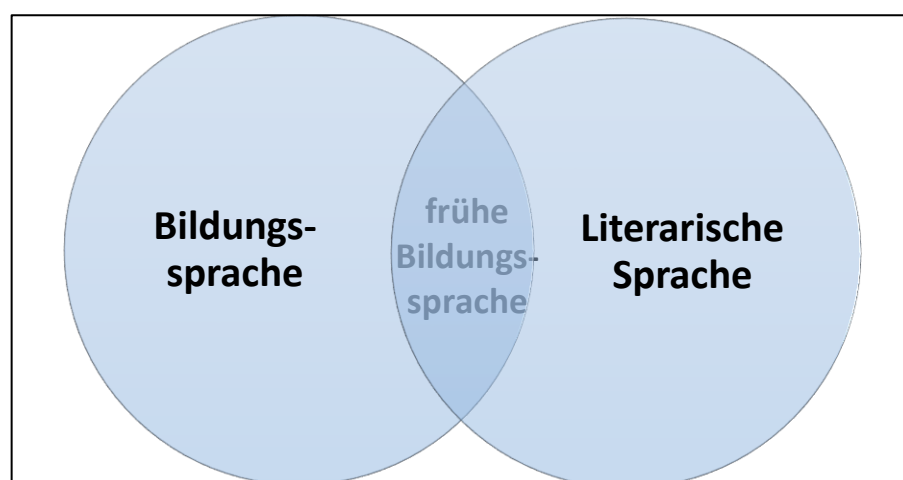 Bildungs-
sprache
frühe
Bildungs-
sprache
Literarische
Sprache